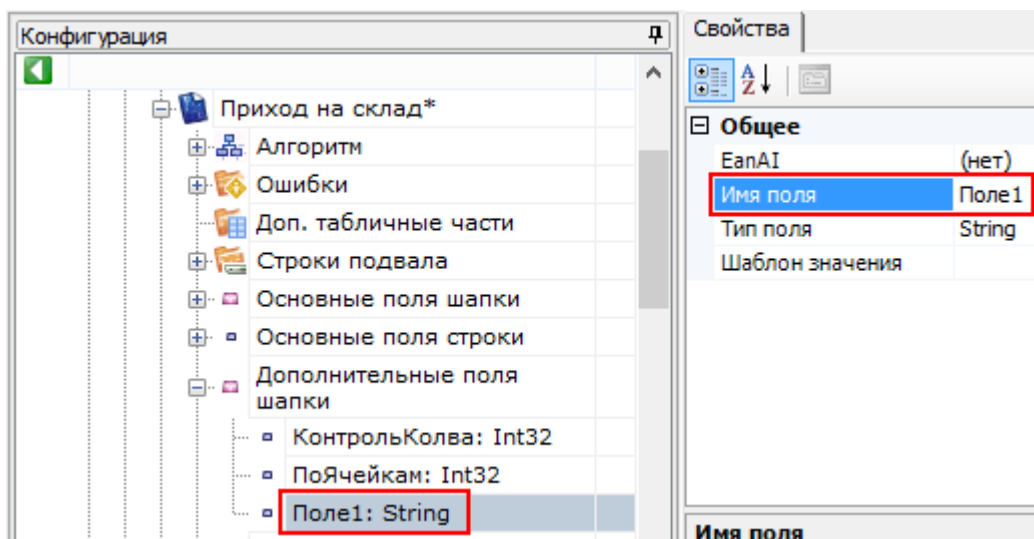 Конфигурация
Приход на склад*
Алгоритм
Ошибки
Доп. табличные части
Строки подвала
Основные поля шапки
Основные поля строки
Дополнительные поля
шапки
КонтрольКолва: Int32
ПоЯчейкам: Int32
Поле1: String
Свойства
Общее
EanAI (нет)
Имя поля Поле1
Тип поля String
Шаблон значения
Имя поля